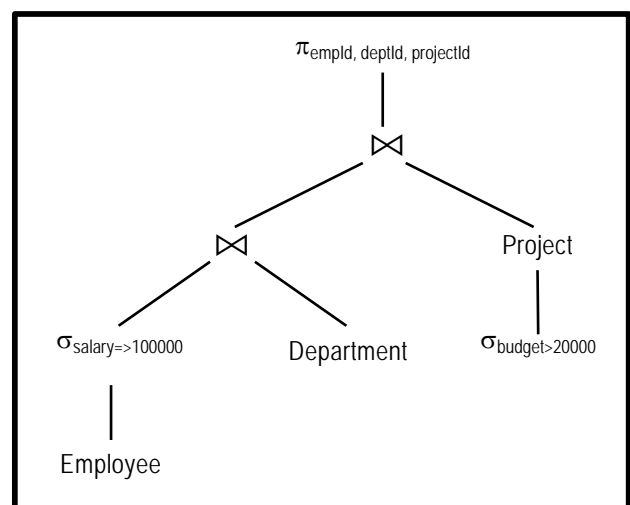 πempId, deptId, projectId
⋈
⋈
Project
σsalary=>100000
Department
σbudget>20000
Employee